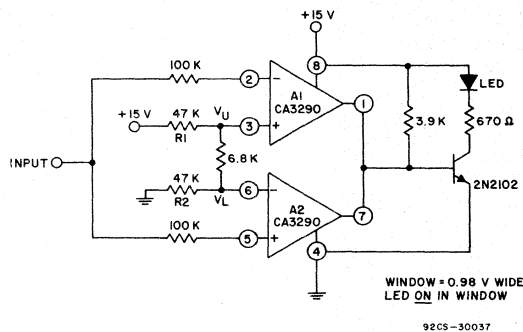 +15 V
8
100 K
2
−
A1
CA3290
1
LED
+15 V
47 K
R1
VU
3
+
3.9 K
670 Ω
6.8 K
INPUT
2N2102
47 K
R2
VL
6
−
A2
CA3290
7
100 K
5
+
4
WINDOW = 0.98 V WIDE
LED ON IN WINDOW
92CS-30037